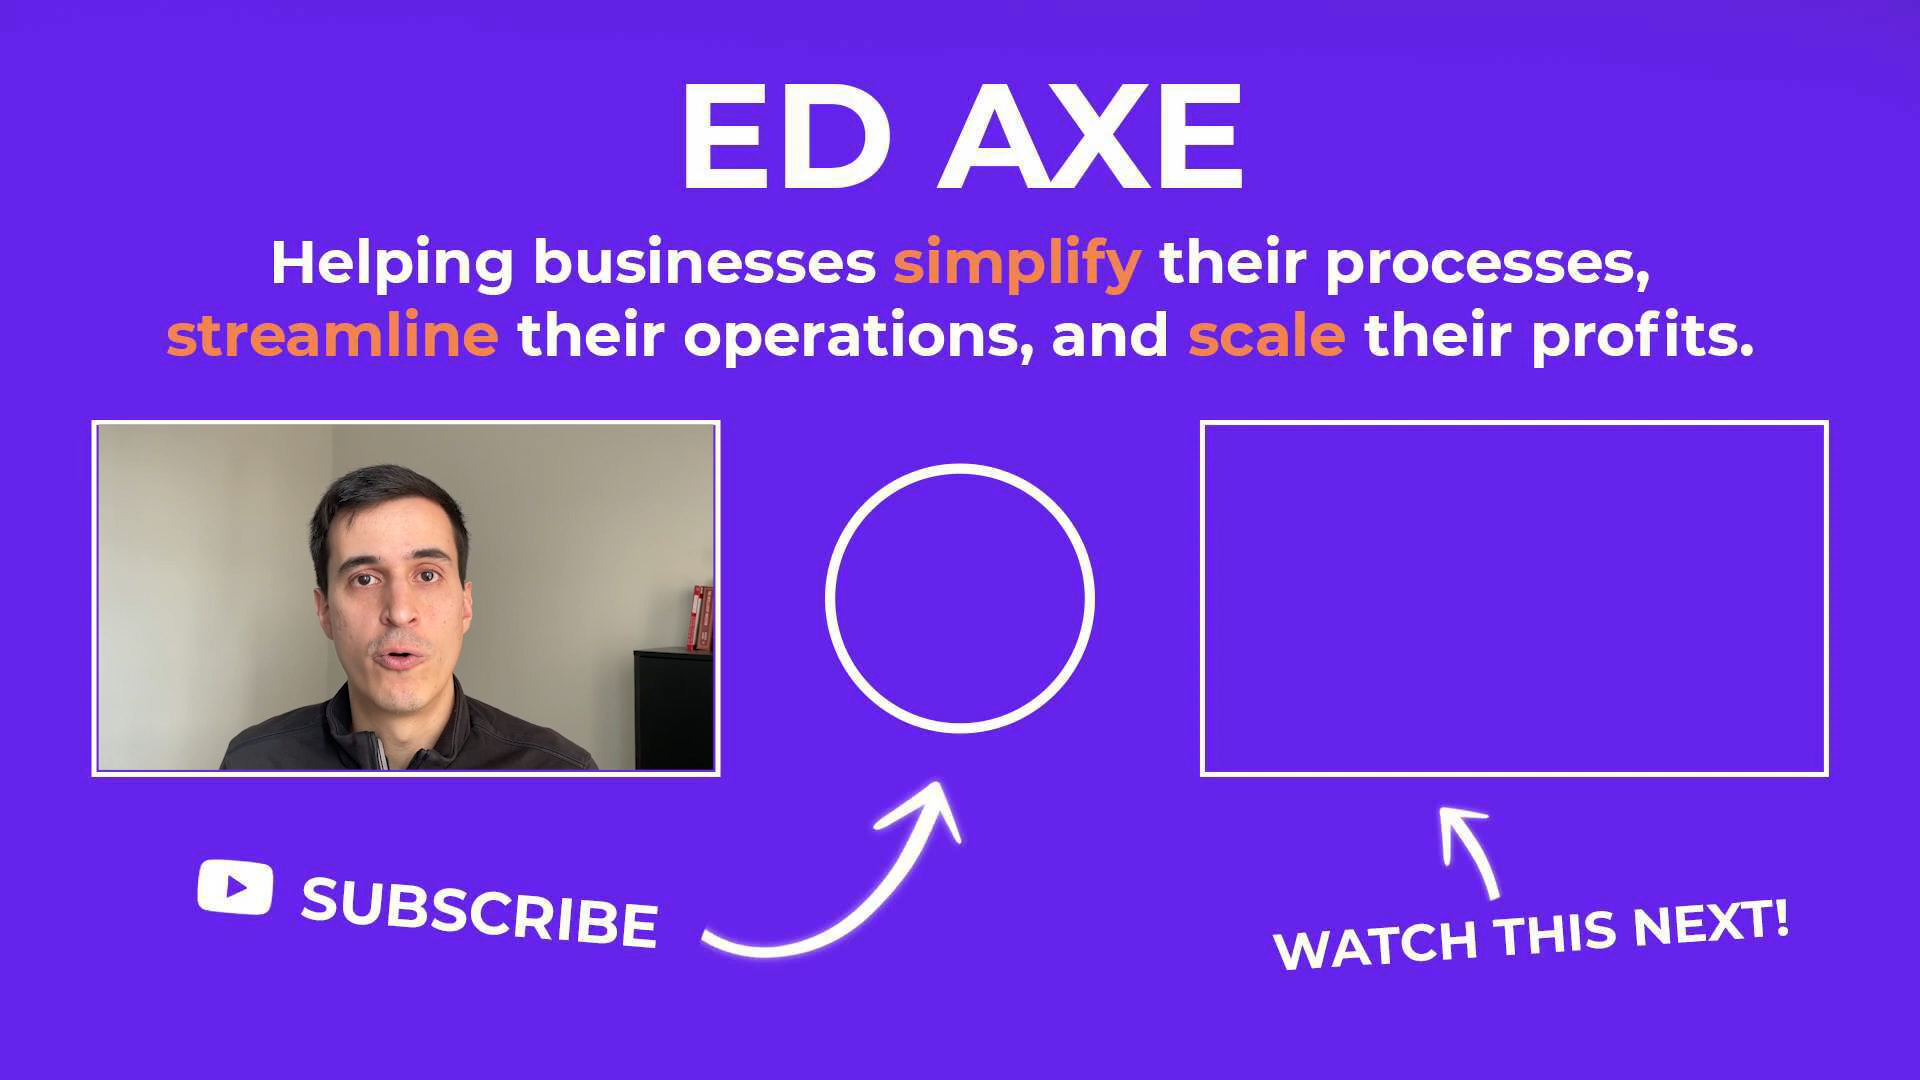 ED AXE
Helping businesses simplify their processes,
streamline their operations, and scale their profits.
SUBSCRIBE
WATCH THIS NEXT!